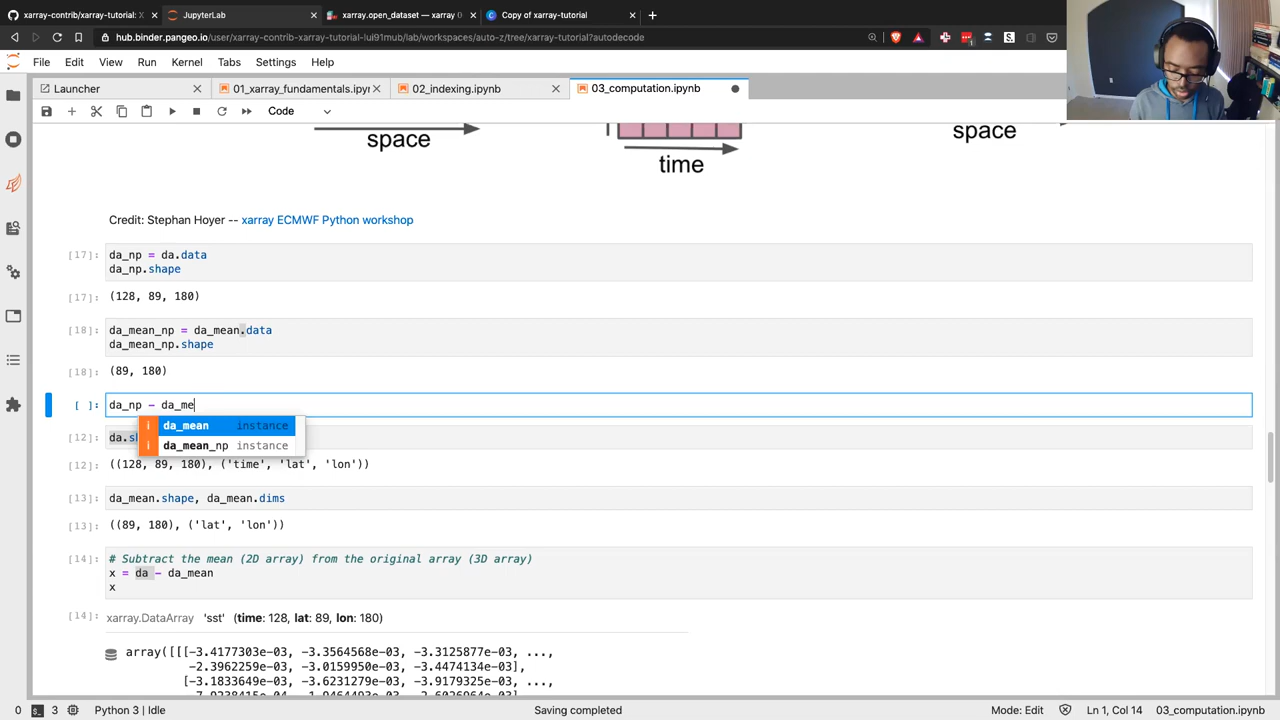 xarray-contrib/xarray-tutorial: X
JupyterLab
xarray.open_dataset — xarray
Copy of xarray-tutorial
hub.binder.pangeo.io/user/xarray-contrib-xarray-tutorial-lui91mub/lab/workspaces/auto-z/tree/xarray-tutorial?autodecode
File Edit View Run Kernel Tabs Settings Help
Launcher
01_xarray_fundamentals.ipyn
02_indexing.ipynb
03_computation.ipynb
Code
space
time
space
Credit: Stephan Hoyer -- xarray ECMWF Python workshop
[17]: da_np = da.data
da_np.shape
[17]: (128, 89, 180)
[18]: da_mean_np = da_mean.data
da_mean_np.shape
[18]: (89, 180)
[ ]: da_np - da_me
i da_mean instance
i da_mean_np instance
[12]: da.sh
[12]: ((128, 89, 180), ('time', 'lat', 'lon'))
[13]: da_mean.shape, da_mean.dims
[13]: ((89, 180), ('lat', 'lon'))
[14]: # Subtract the mean (2D array) from the original array (3D array)
x = da - da_mean
x
[14]: xarray.DataArray 'sst' (time: 128, lat: 89, lon: 180)
array([[[-3.4177303e-03, -3.3564568e-03, -3.3125877e-03, ...,
-2.3962259e-03, -3.0159950e-03, -3.4474134e-03],
[-3.1833649e-03, -3.6231279e-03, -3.9179325e-03, ...,
0 3 Python 3 | Idle Saving completed Mode: Edit Ln 1, Col 14 03_computation.ipynb